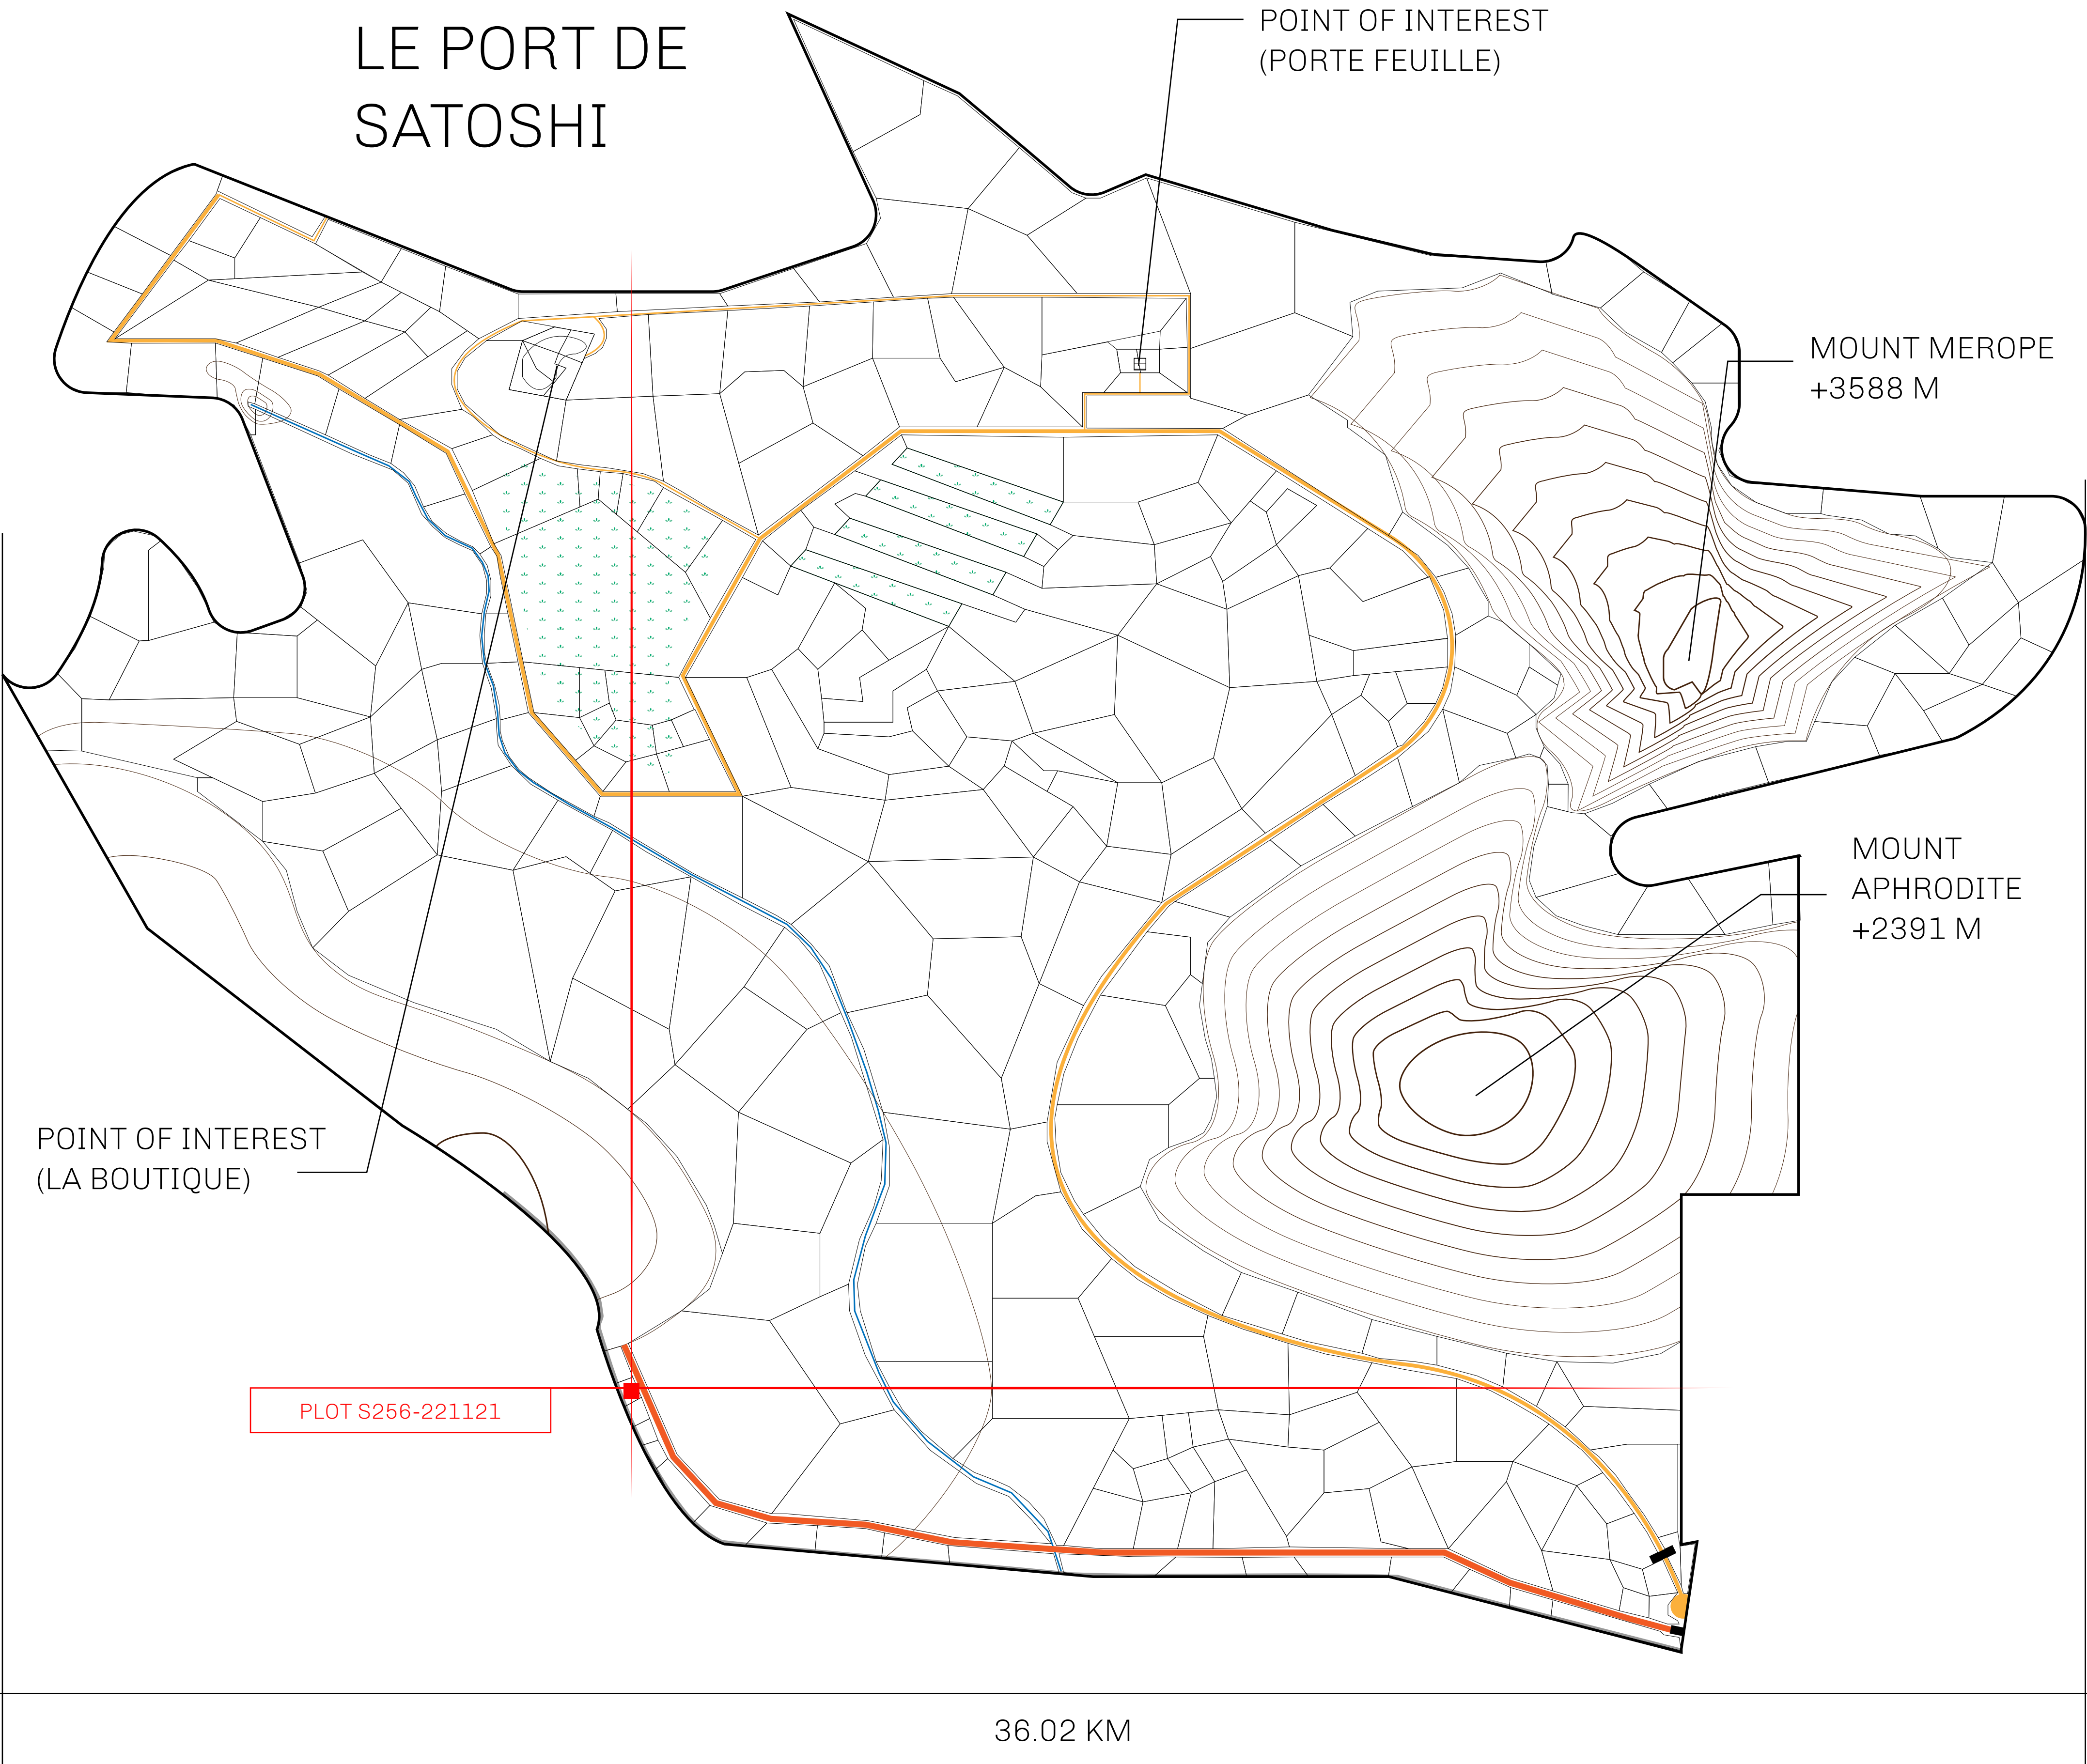 LE PORT DE
SATOSHI
POINT OF INTEREST
(PORTE FEUILLE)
MOUNT MEROPE
+3588 M
MOUNT
APHRODITE
+2391 M
POINT OF INTEREST
(LA BOUTIQUE)
PLOT S256-221121
36.02 KM